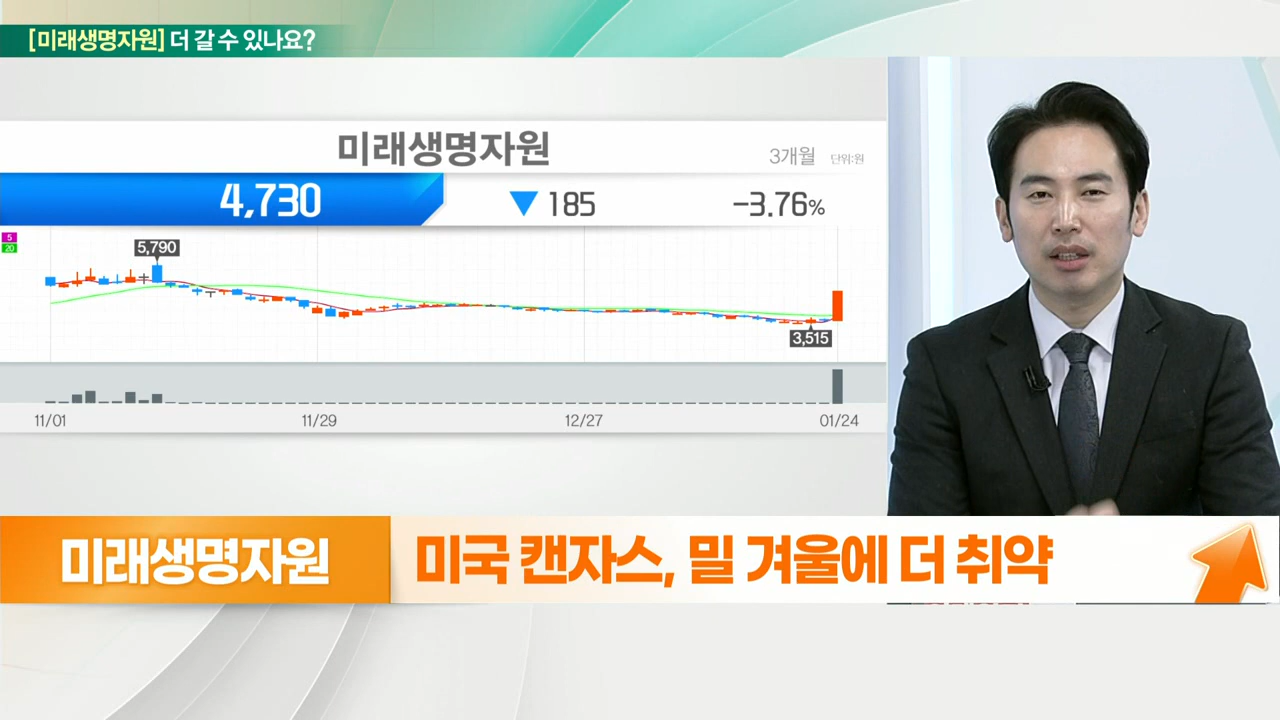 [미래생명자원] 더 갈 수 있나요?
미래생명자원
3개월 단위:원
4,730 ▼ 185 -3.76%
5
20
5,790
3,515
11/01 11/29 12/27 01/24
미래생명자원
미국 캔자스, 밀 겨울에 더 취약